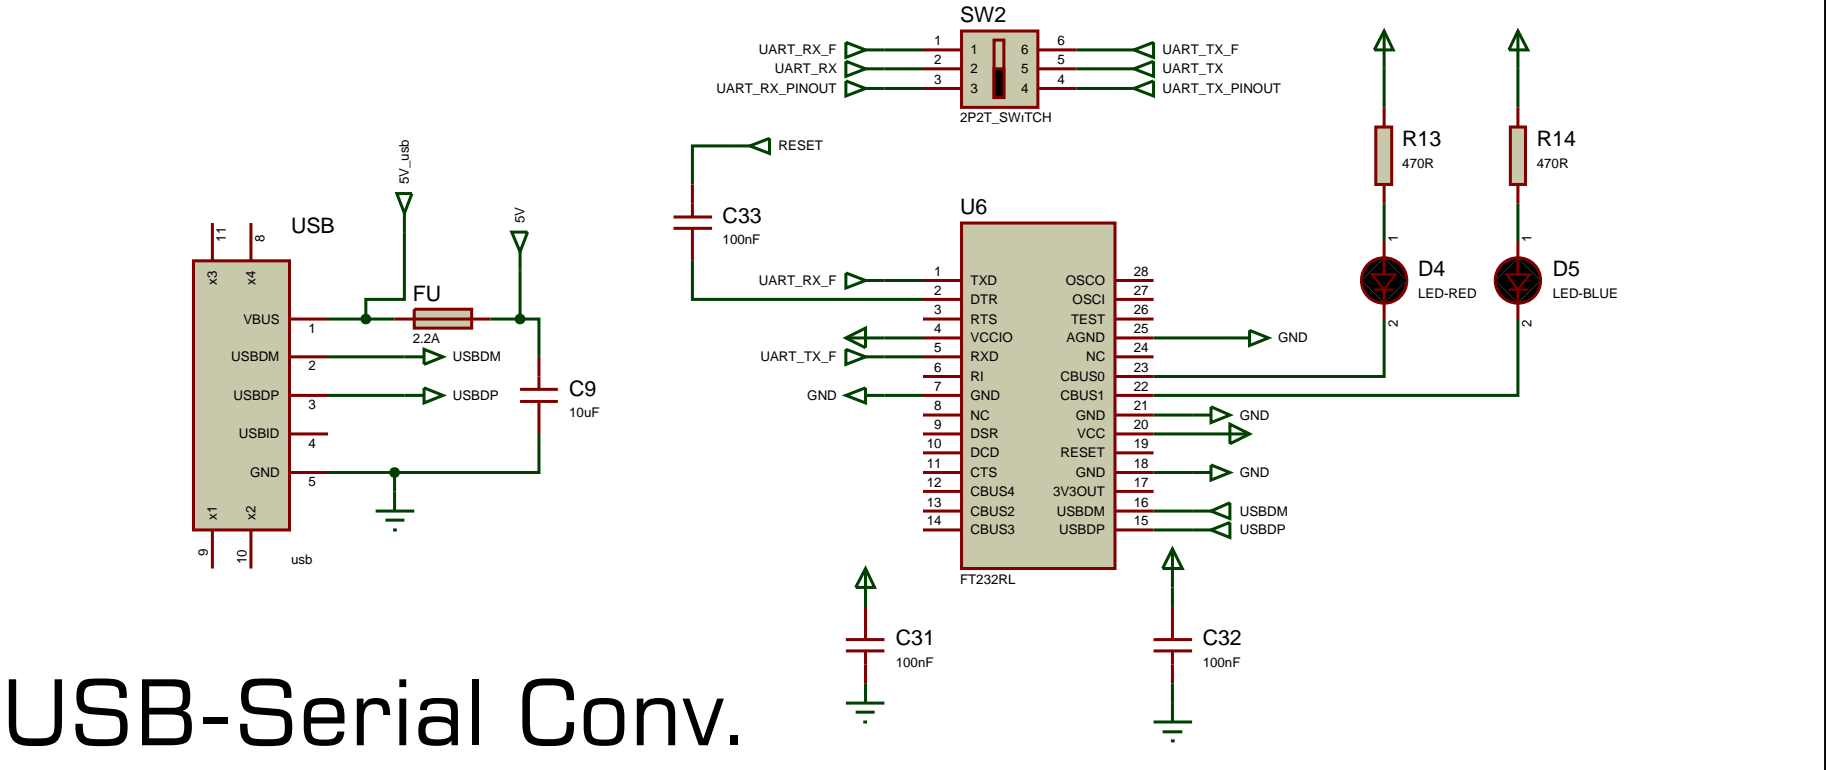 SW2
UART_RX_F 1 1 6 6 UART_TX_F
UART_RX 2 2 5 5 UART_TX
UART_RX_PINOUT 3 3 4 4 UART_TX_PINOUT
2P2T_SWITCH
RESET
C33
100nF
R13
470R
R14
470R
1
D4
LED-RED
2
1
D5
LED-BLUE
2
5V_usb
5V
USB
11
8
x3
x4
VBUS 1
USBDM 2 USBDM
USBDP 3 USBDP
USBID 4
GND 5
x1
x2
9
10
usb
FU
2.2A
C9
10uF
U6
UART_RX_F 1 TXD OSCO 28
2 DTR OSCI 27
3 RTS TEST 26
4 VCCIO AGND 25 GND
UART_TX_F 5 RXD NC 24
6 RI CBUS0 23
GND 7 GND CBUS1 22
8 NC GND 21 GND
9 DSR VCC 20
10 DCD RESET 19
11 CTS GND 18 GND
12 CBUS4 3V3OUT 17
13 CBUS2 USBDM 16 USBDM
14 CBUS3 USBDP 15 USBDP
FT232RL
C31
100nF
C32
100nF
USB-Serial Conv.